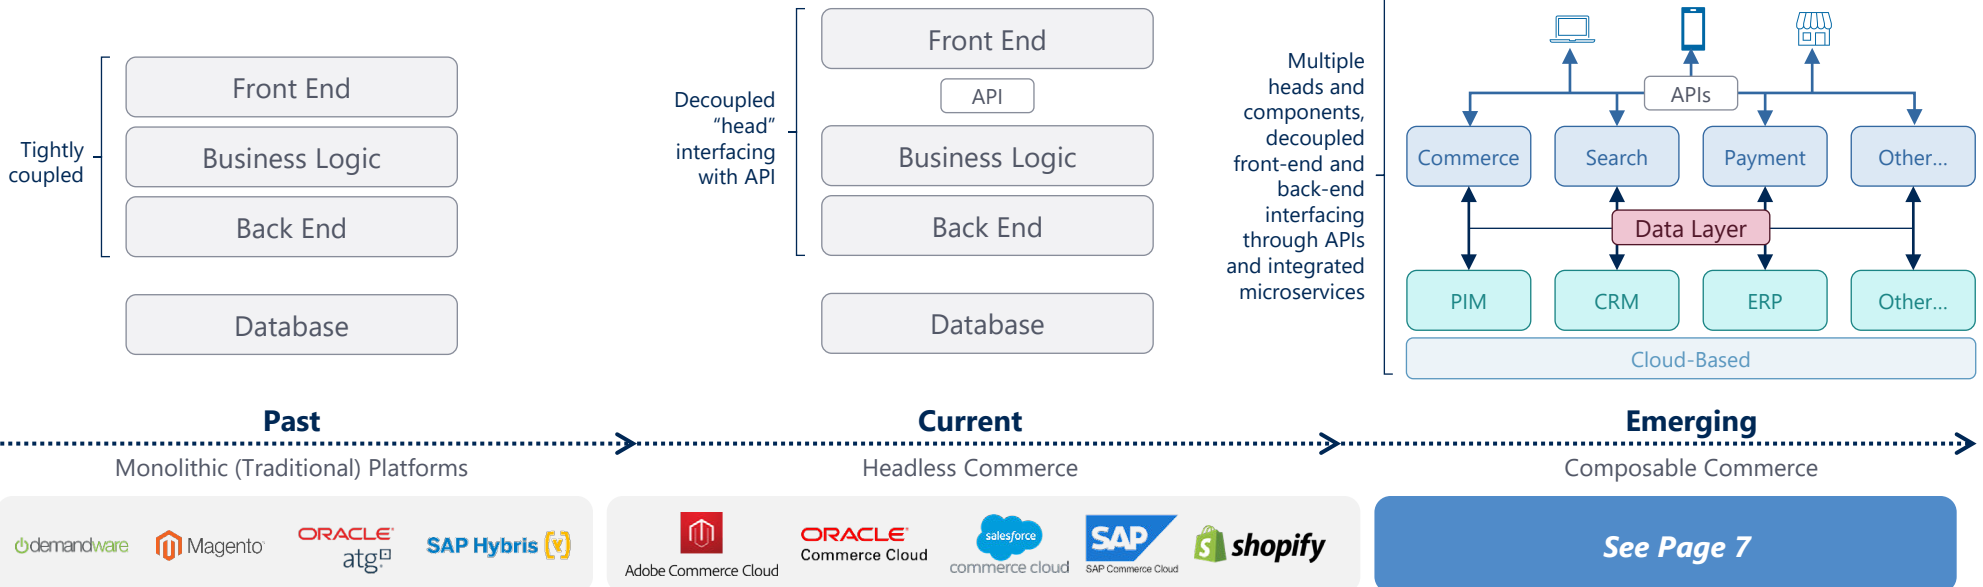 Tightly
coupled
Front End
Business Logic
Back End
Database
Decoupled
“head”
interfacing
with API
Front End
API
Business Logic
Back End
Database
Multiple
heads and
components,
decoupled
front-end and
back-end
interfacing
through APIs
and integrated
microservices
APIs
Commerce
Search
Payment
Other...
Data Layer
PIM
CRM
ERP
Other...
Cloud-Based
Past
Current
Emerging
Monolithic (Traditional) Platforms
Headless Commerce
Composable Commerce
demandware
Magento
ORACLE
atg
SAP Hybris
Adobe Commerce Cloud
ORACLE
Commerce Cloud
salesforce
commerce cloud
SAP
SAP Commerce Cloud
shopify
See Page 7